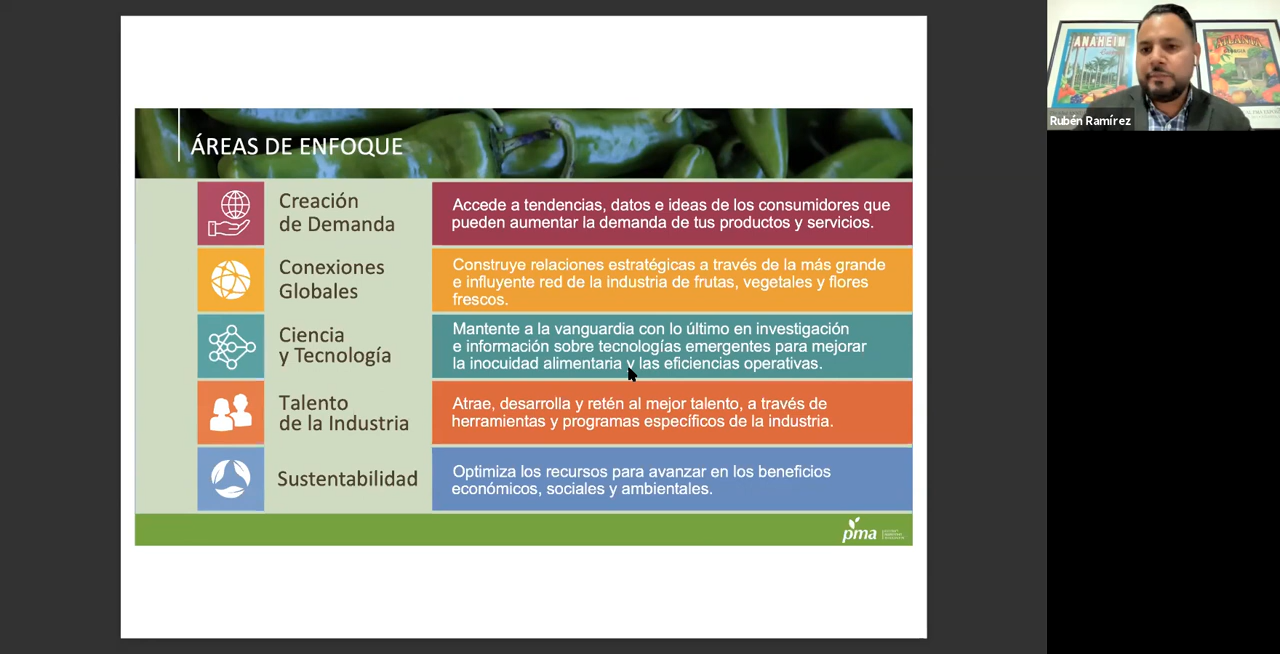 ÁREAS DE ENFOQUE
Creación
de Demanda
Accede a tendencias, datos e ideas de los consumidores que
pueden aumentar la demanda de tus productos y servicios.
Conexiones
Globales
Construye relaciones estratégicas a través de la más grande
e influyente red de la industria de frutas, vegetales y flores
frescos.
Ciencia
y Tecnología
Mantente a la vanguardia con lo último en investigación
e información sobre tecnologías emergentes para mejorar
la inocuidad alimentaria y las eficiencias operativas.
Talento
de la Industria
Atrae, desarrolla y retén al mejor talento, a través de
herramientas y programas específicos de la industria.
Sustentabilidad
Optimiza los recursos para avanzar en los beneficios
económicos, sociales y ambientales.
pma
ANAHEIM
ATLANTA
GEORGIA
Rubén Ramírez